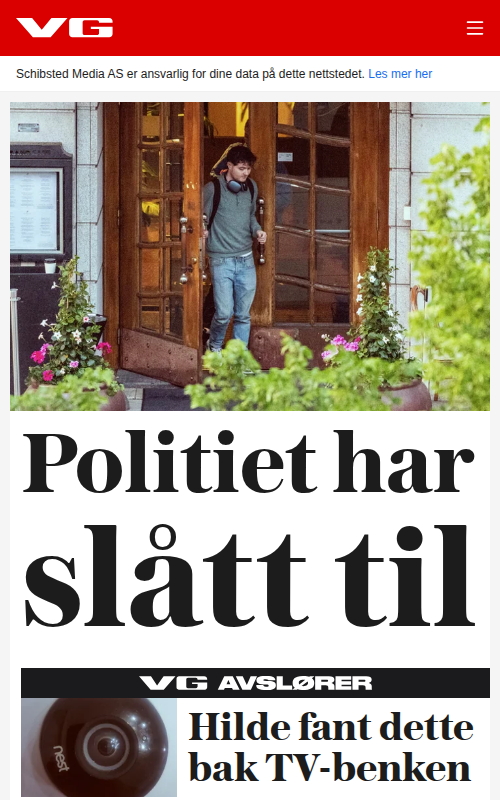 VG
Schibsted Media AS er ansvarlig for dine data på dette nettstedet. Les mer her
Politiet har
slått til
VG AVSLØRER
nest
Hilde fant dette
bak TV-benken